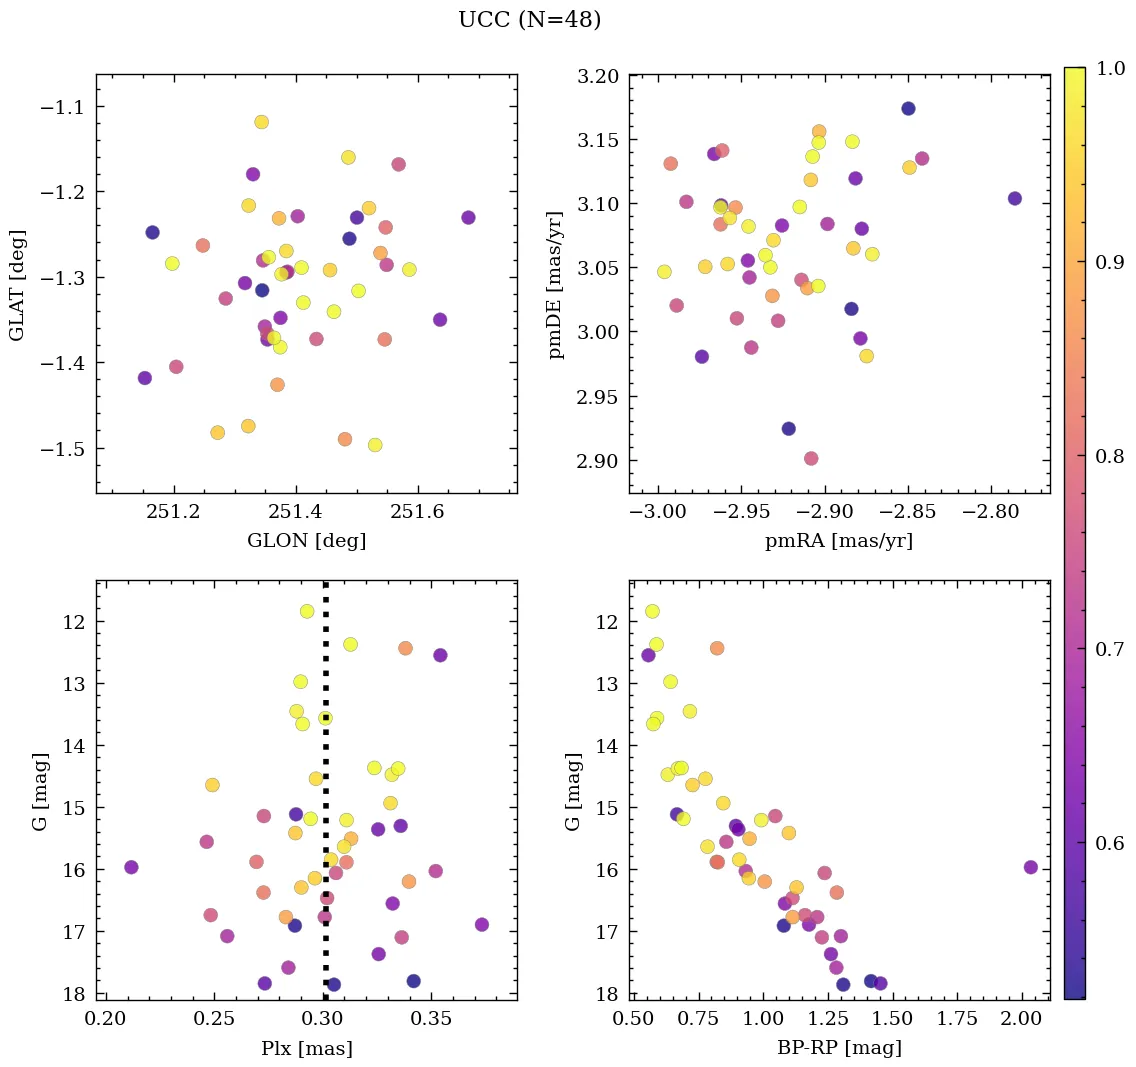 UCC (N=48)
−1.1
−1.2
−1.3
−1.4
−1.5
GLAT [deg]
251.2 251.4 251.6
GLON [deg]
3.20
3.15
3.10
3.05
3.00
2.95
2.90
pmDE [mas/yr]
−3.00 −2.95 −2.90 −2.85 −2.80
pmRA [mas/yr]
1.0
0.9
0.8
0.7
0.6
12
13
14
15
16
17
18
G [mag]
0.20 0.25 0.30 0.35
Plx [mas]
12
13
14
15
16
17
18
G [mag]
0.50 0.75 1.00 1.25 1.50 1.75 2.00
BP-RP [mag]